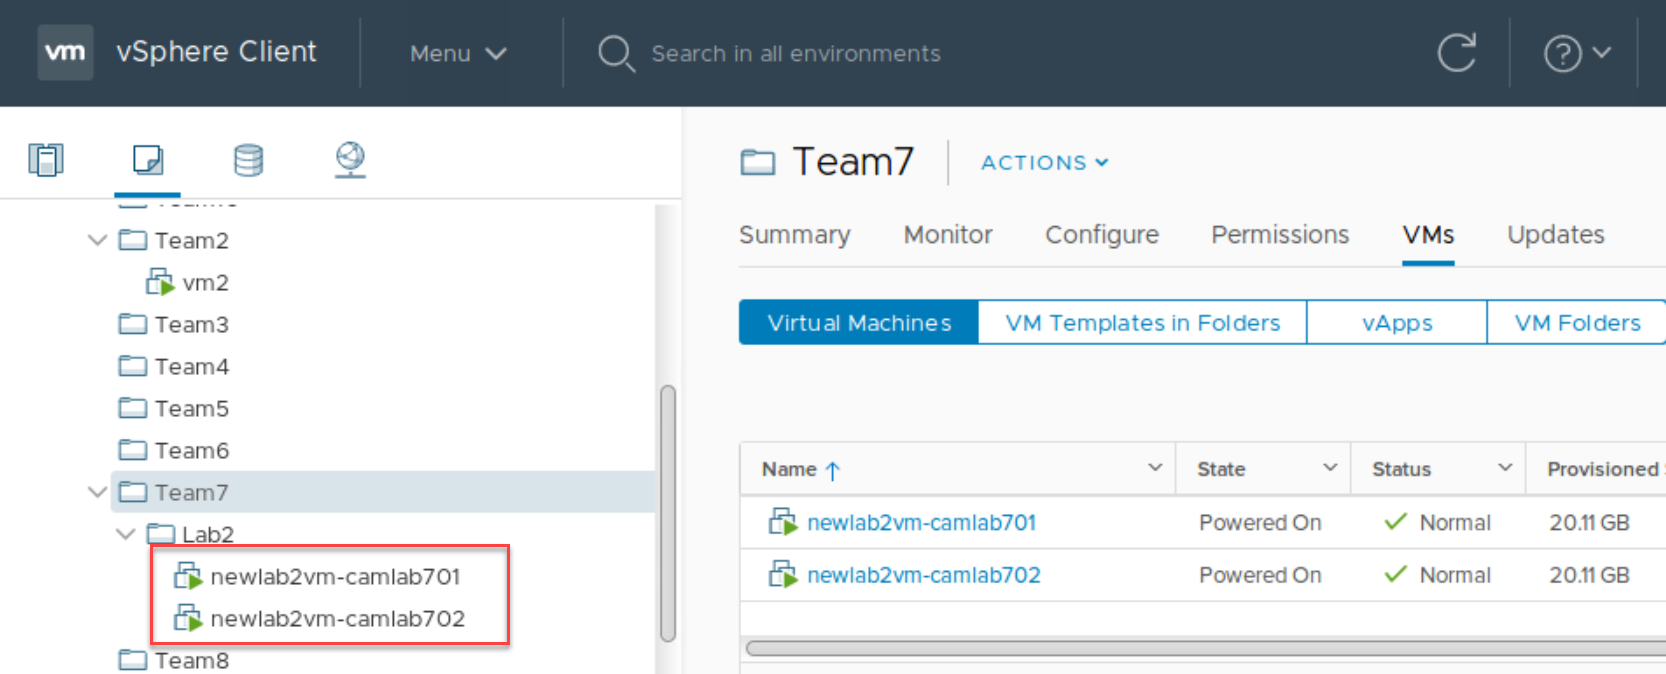 vm vSphere Client Menu Search in all environments
Team2
vm2
Team3
Team4
Team5
Team6
Team7
Lab2
newlab2vm-camlab701
newlab2vm-camlab702
Team8
Team7 ACTIONS
Summary Monitor Configure Permissions VMs Updates
Virtual Machines VM Templates in Folders vApps VM Folders
Name State Status Provisioned
newlab2vm-camlab701 Powered On Normal 20.11 GB
newlab2vm-camlab702 Powered On Normal 20.11 GB